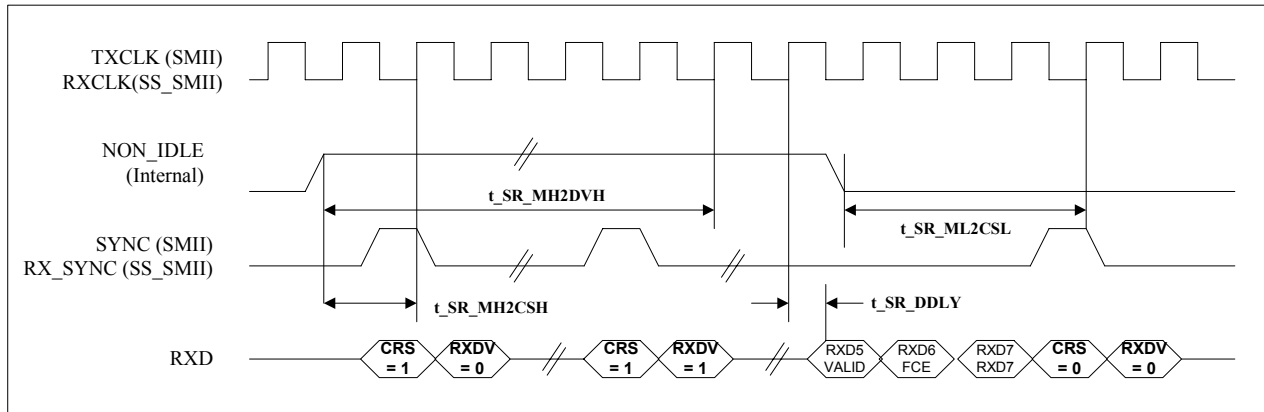 TXCLK (SMII)
RXCLK(SS_SMII)
NON_IDLE
(Internal)
t_SR_MH2DVH
t_SR_ML2CSL
SYNC (SMII)
RX_SYNC (SS_SMII)
t_SR_MH2CSH
t_SR_DDLY
RXD
CRS
= 1
RXDV
= 0
CRS
= 1
RXDV
= 1
RXD5
VALID
RXD6
FCE
RXD7
RXD7
CRS
= 0
RXDV
= 0